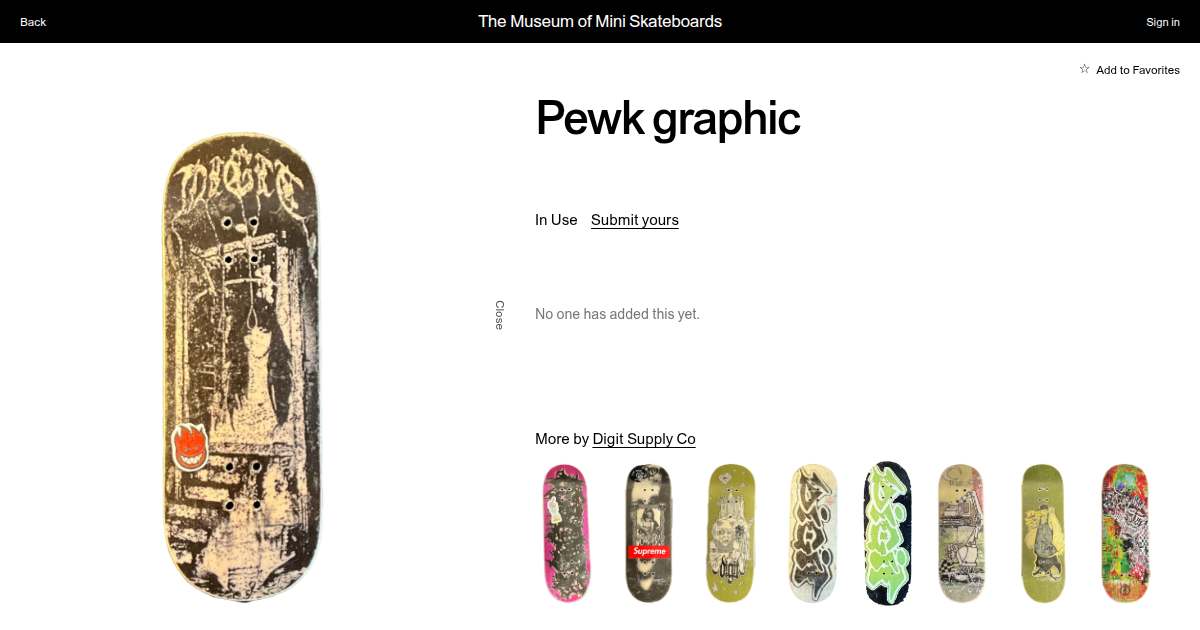 Back
The Museum of Mini Skateboards
Sign in
☆ Add to Favorites
Pewk graphic
DIGIT
In Use
Submit yours
Close
No one has added this yet.
More by Digit Supply Co
Supreme